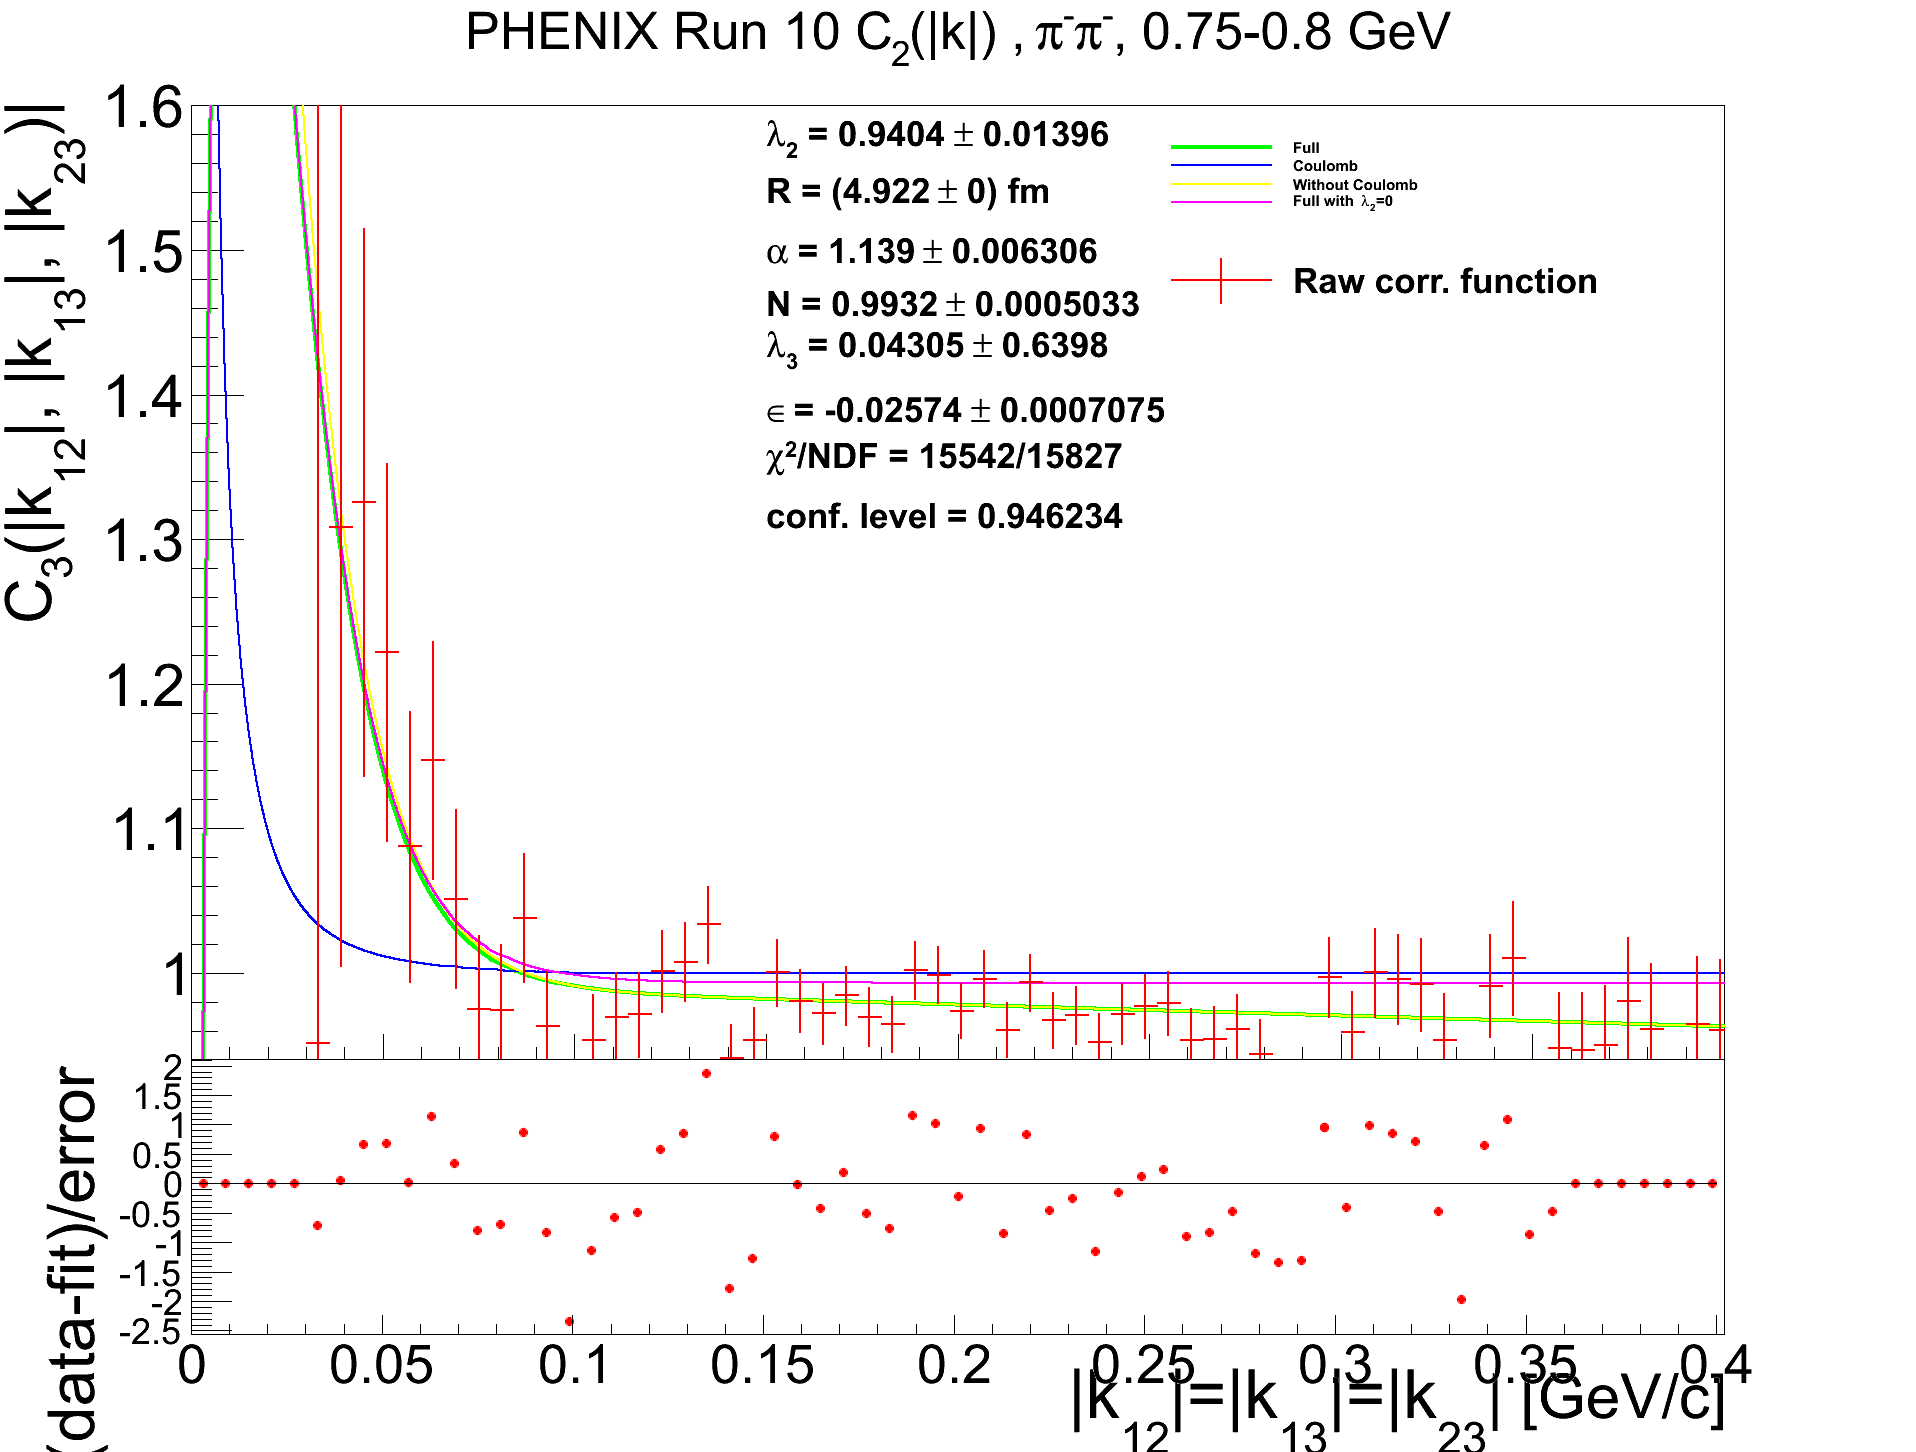 PHENIX Run 10 C₂(|k|) , π⁻π⁻, 0.75-0.8 GeV
C₃(|k₁₂|, |k₁₃|, |k₂₃)|
1.6
1.5
1.4
1.3
1.2
1.1
1
λ₂ = 0.9404 ± 0.01396
R = (4.922 ± 0) fm
α = 1.139 ± 0.006306
N = 0.9932 ± 0.0005033
λ₃ = 0.04305 ± 0.6398
∈ = -0.02574 ± 0.0007075
χ²/NDF = 15542/15827
conf. level = 0.946234
Full
Coulomb
Without Coulomb
Full with λ₂=0
Raw corr. function
(data-fit)/error
2
1.5
1
0.5
0
-0.5
-1
-1.5
-2
-2.5
0 0.05 0.1 0.15 0.2 0.25 0.3 0.35 0.4
|k₁₂|=|k₁₃|=|k₂₃| [GeV/c]